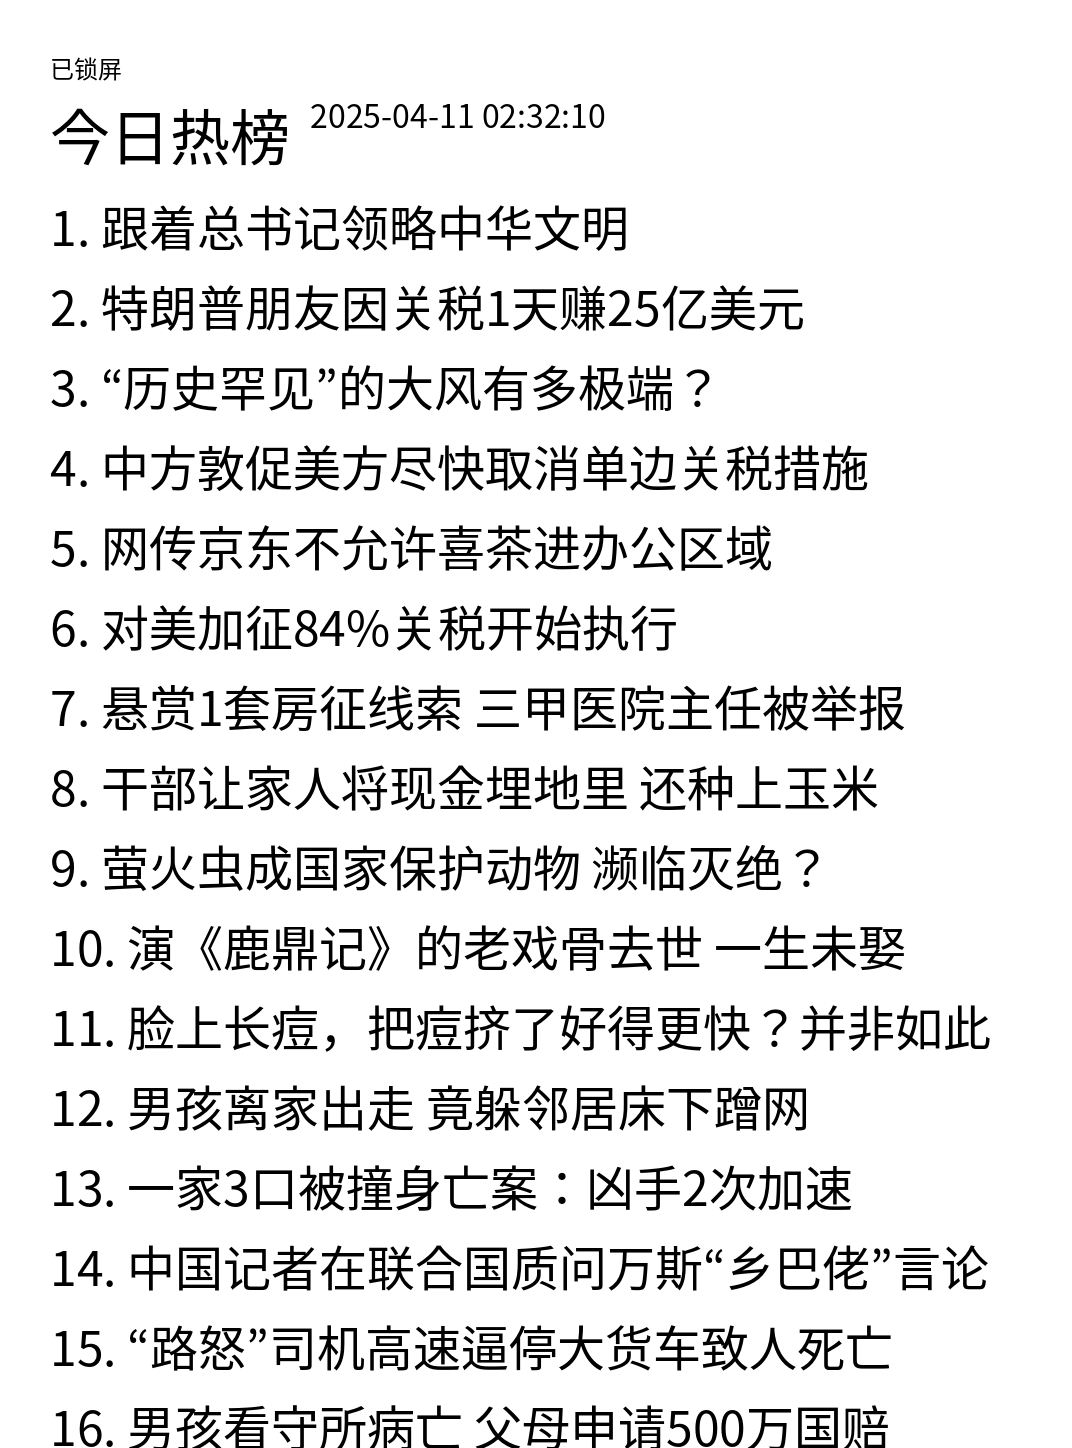 已锁屏
今日热榜 2025-04-11 02:32:10
1. 跟着总书记领略中华文明
2. 特朗普朋友因关税1天赚25亿美元
3. “历史罕见”的大风有多极端？
4. 中方敦促美方尽快取消单边关税措施
5. 网传京东不允许喜茶进办公区域
6. 对美加征84%关税开始执行
7. 悬赏1套房征线索 三甲医院主任被举报
8. 干部让家人将现金埋地里 还种上玉米
9. 萤火虫成国家保护动物 濒临灭绝？
10. 演《鹿鼎记》的老戏骨去世 一生未娶
11. 脸上长痘，把痘挤了好得更快？并非如此
12. 男孩离家出走 竟躲邻居床下蹭网
13. 一家3口被撞身亡案：凶手2次加速
14. 中国记者在联合国质问万斯“乡巴佬”言论
15. “路怒”司机高速逼停大货车致人死亡
16. 男孩看守所病亡 父母申请500万国赔